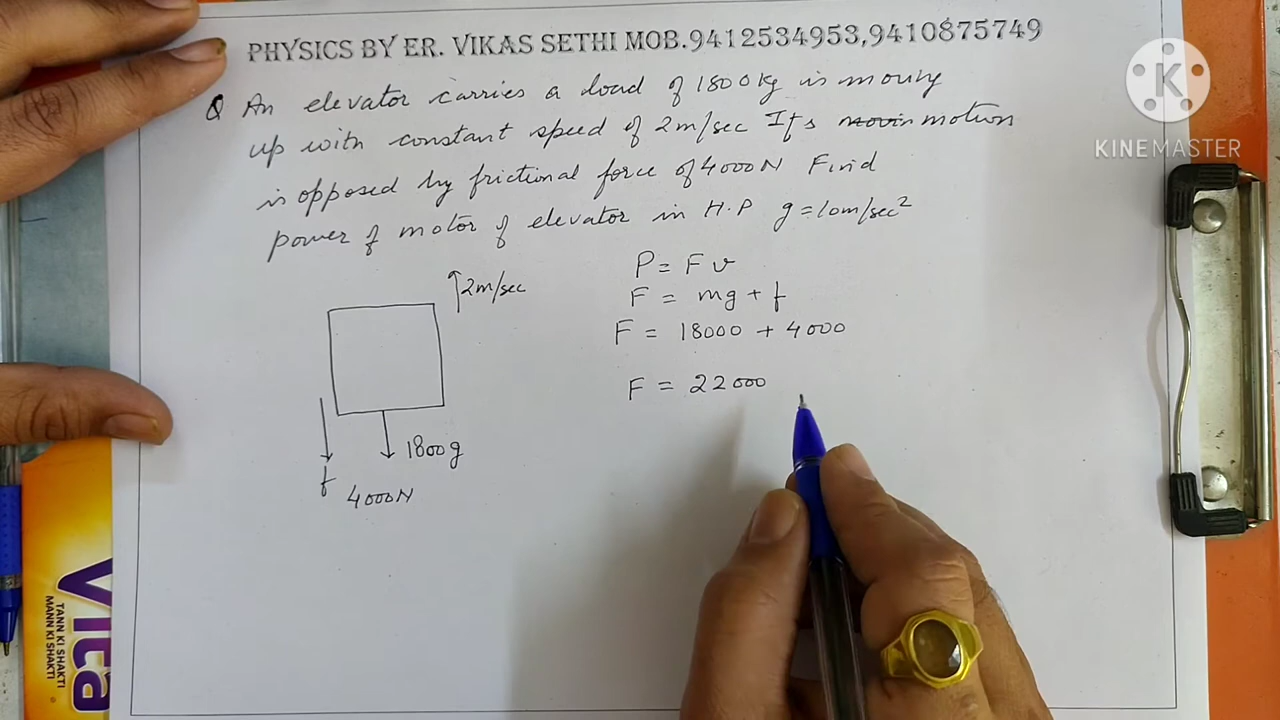 PHYSICS BY ER. VIKAS SETHI MOB.9412534953,9410875749
K
KINEMASTER
Q An elevator carries a load of 1800kg is moving
up with constant speed of 2m/sec Its motion
is opposed by frictional force of 4000N Find
power of motor of elevator in H.P g=10m/sec²
2m/sec
P = Fv
F = mg + f
F = 18000 + 4000
F = 22000
1800g
f
4000N
Vita
TANN KI SHAKTI
MANN KI SHAKTI